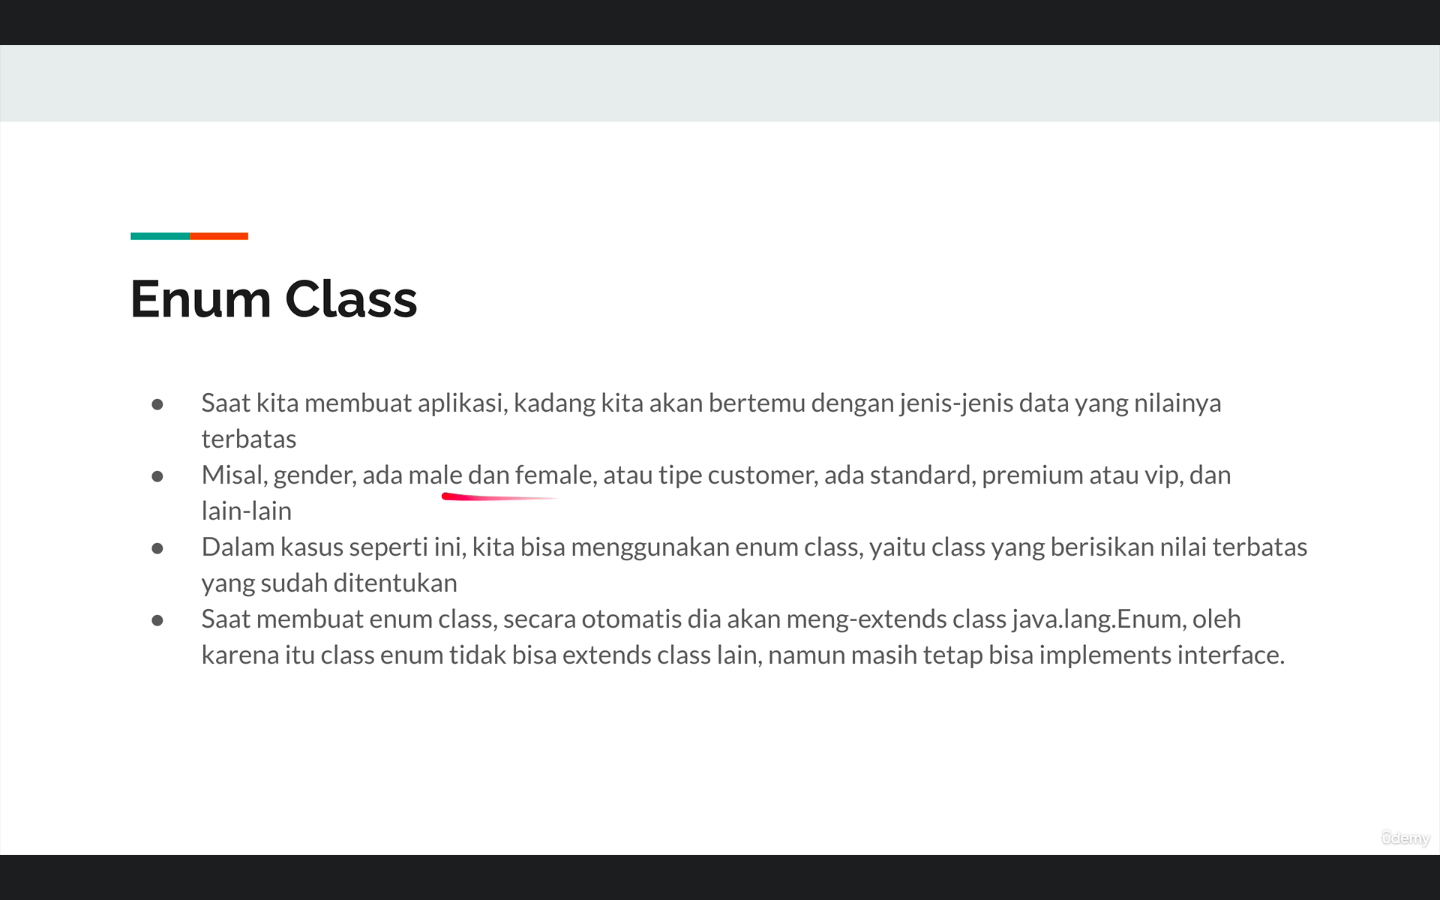 Enum Class
● Saat kita membuat aplikasi, kadang kita akan bertemu dengan jenis-jenis data yang nilainya
terbatas
● Misal, gender, ada male dan female, atau tipe customer, ada standard, premium atau vip, dan
lain-lain
● Dalam kasus seperti ini, kita bisa menggunakan enum class, yaitu class yang berisikan nilai terbatas
yang sudah ditentukan
● Saat membuat enum class, secara otomatis dia akan meng-extends class java.lang.Enum, oleh
karena itu class enum tidak bisa extends class lain, namun masih tetap bisa implements interface.
ûdemy